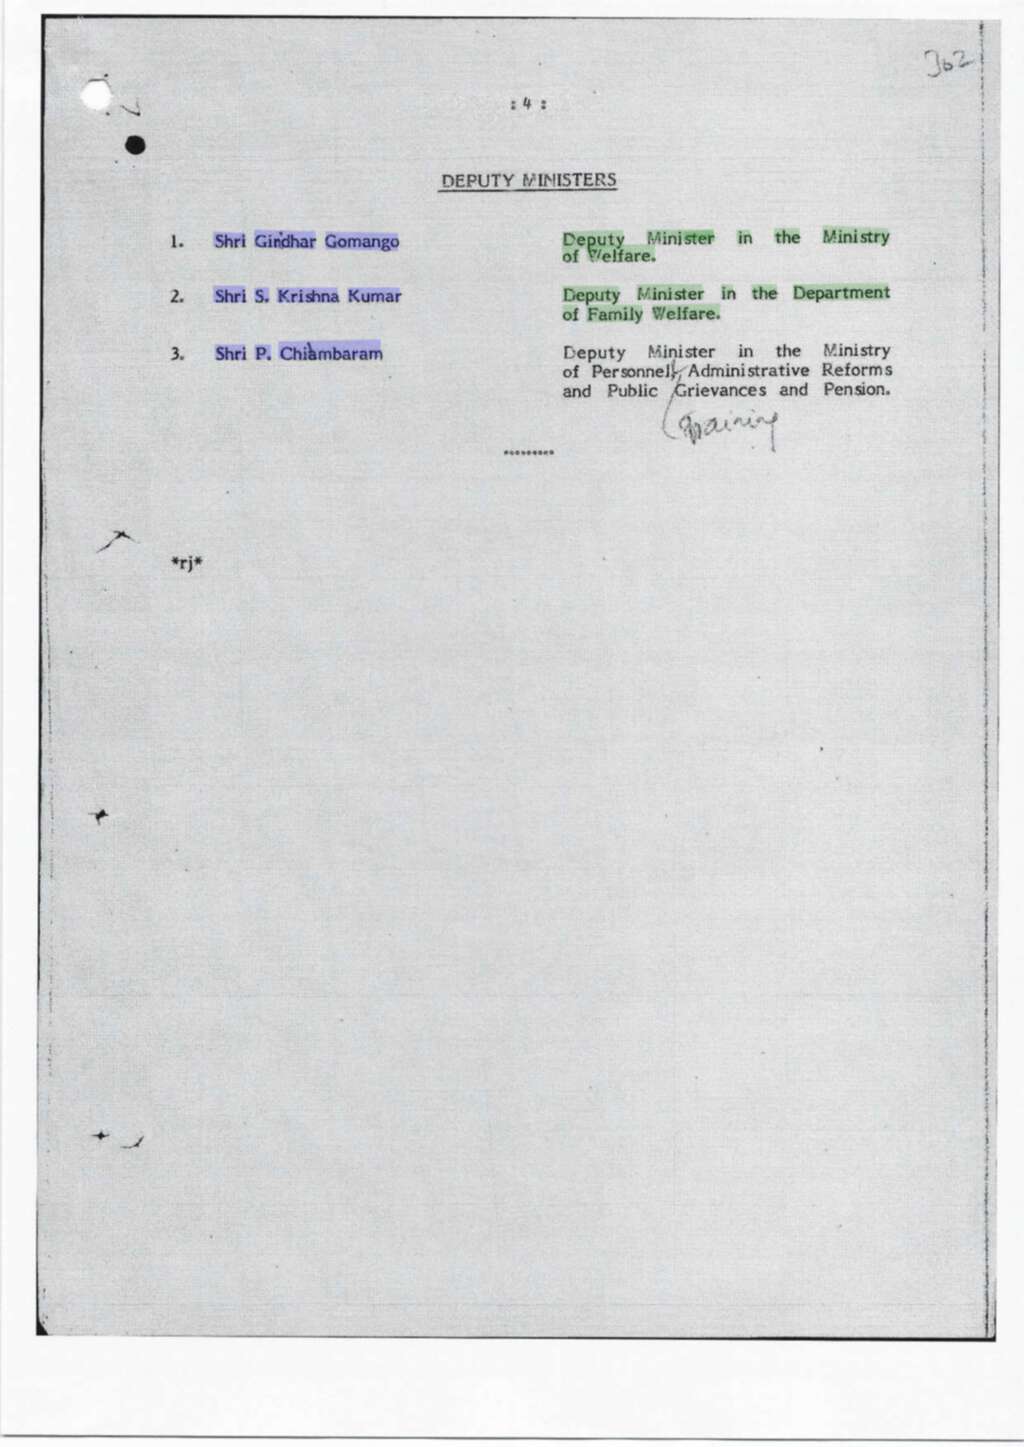 362
: 4 :
DEPUTY MINISTERS
1. Shri Giridhar Gomango Deputy Minister in the Ministry
of Welfare.
2. Shri S. Krishna Kumar Deputy Minister in the Department
of Family Welfare.
3. Shri P. Chiambaram Deputy Minister in the Ministry
of Personnel, Administrative Reforms
and Public Grievances and Pension.
Training
*********
*rj*